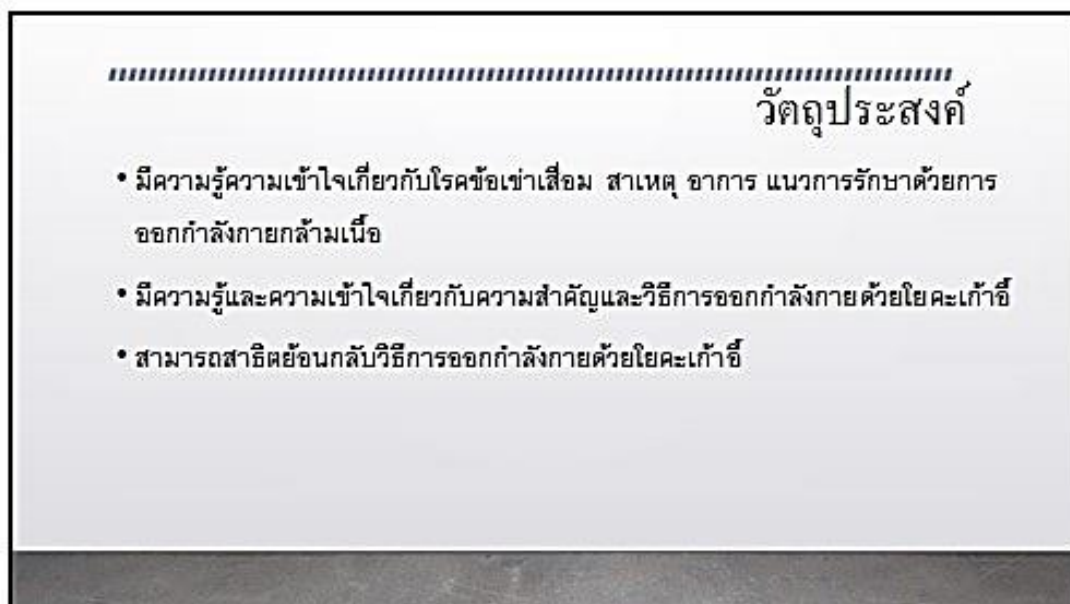 วัตถุประสงค์
• มีความรู้ความเข้าใจเกี่ยวกับโรคข้อเข่าเสื่อม สาเหตุ อาการ แนวการรักษาด้วยการ
ออกกำลังกายกล้ามเนื้อ
• มีความรู้และความเข้าใจเกี่ยวกับความสำคัญและวิธีการออกกำลังกายด้วยโยคะเก้าอี้
• สามารถสาธิตย้อนกลับวิธีการออกกำลังกายด้วยโยคะเก้าอี้